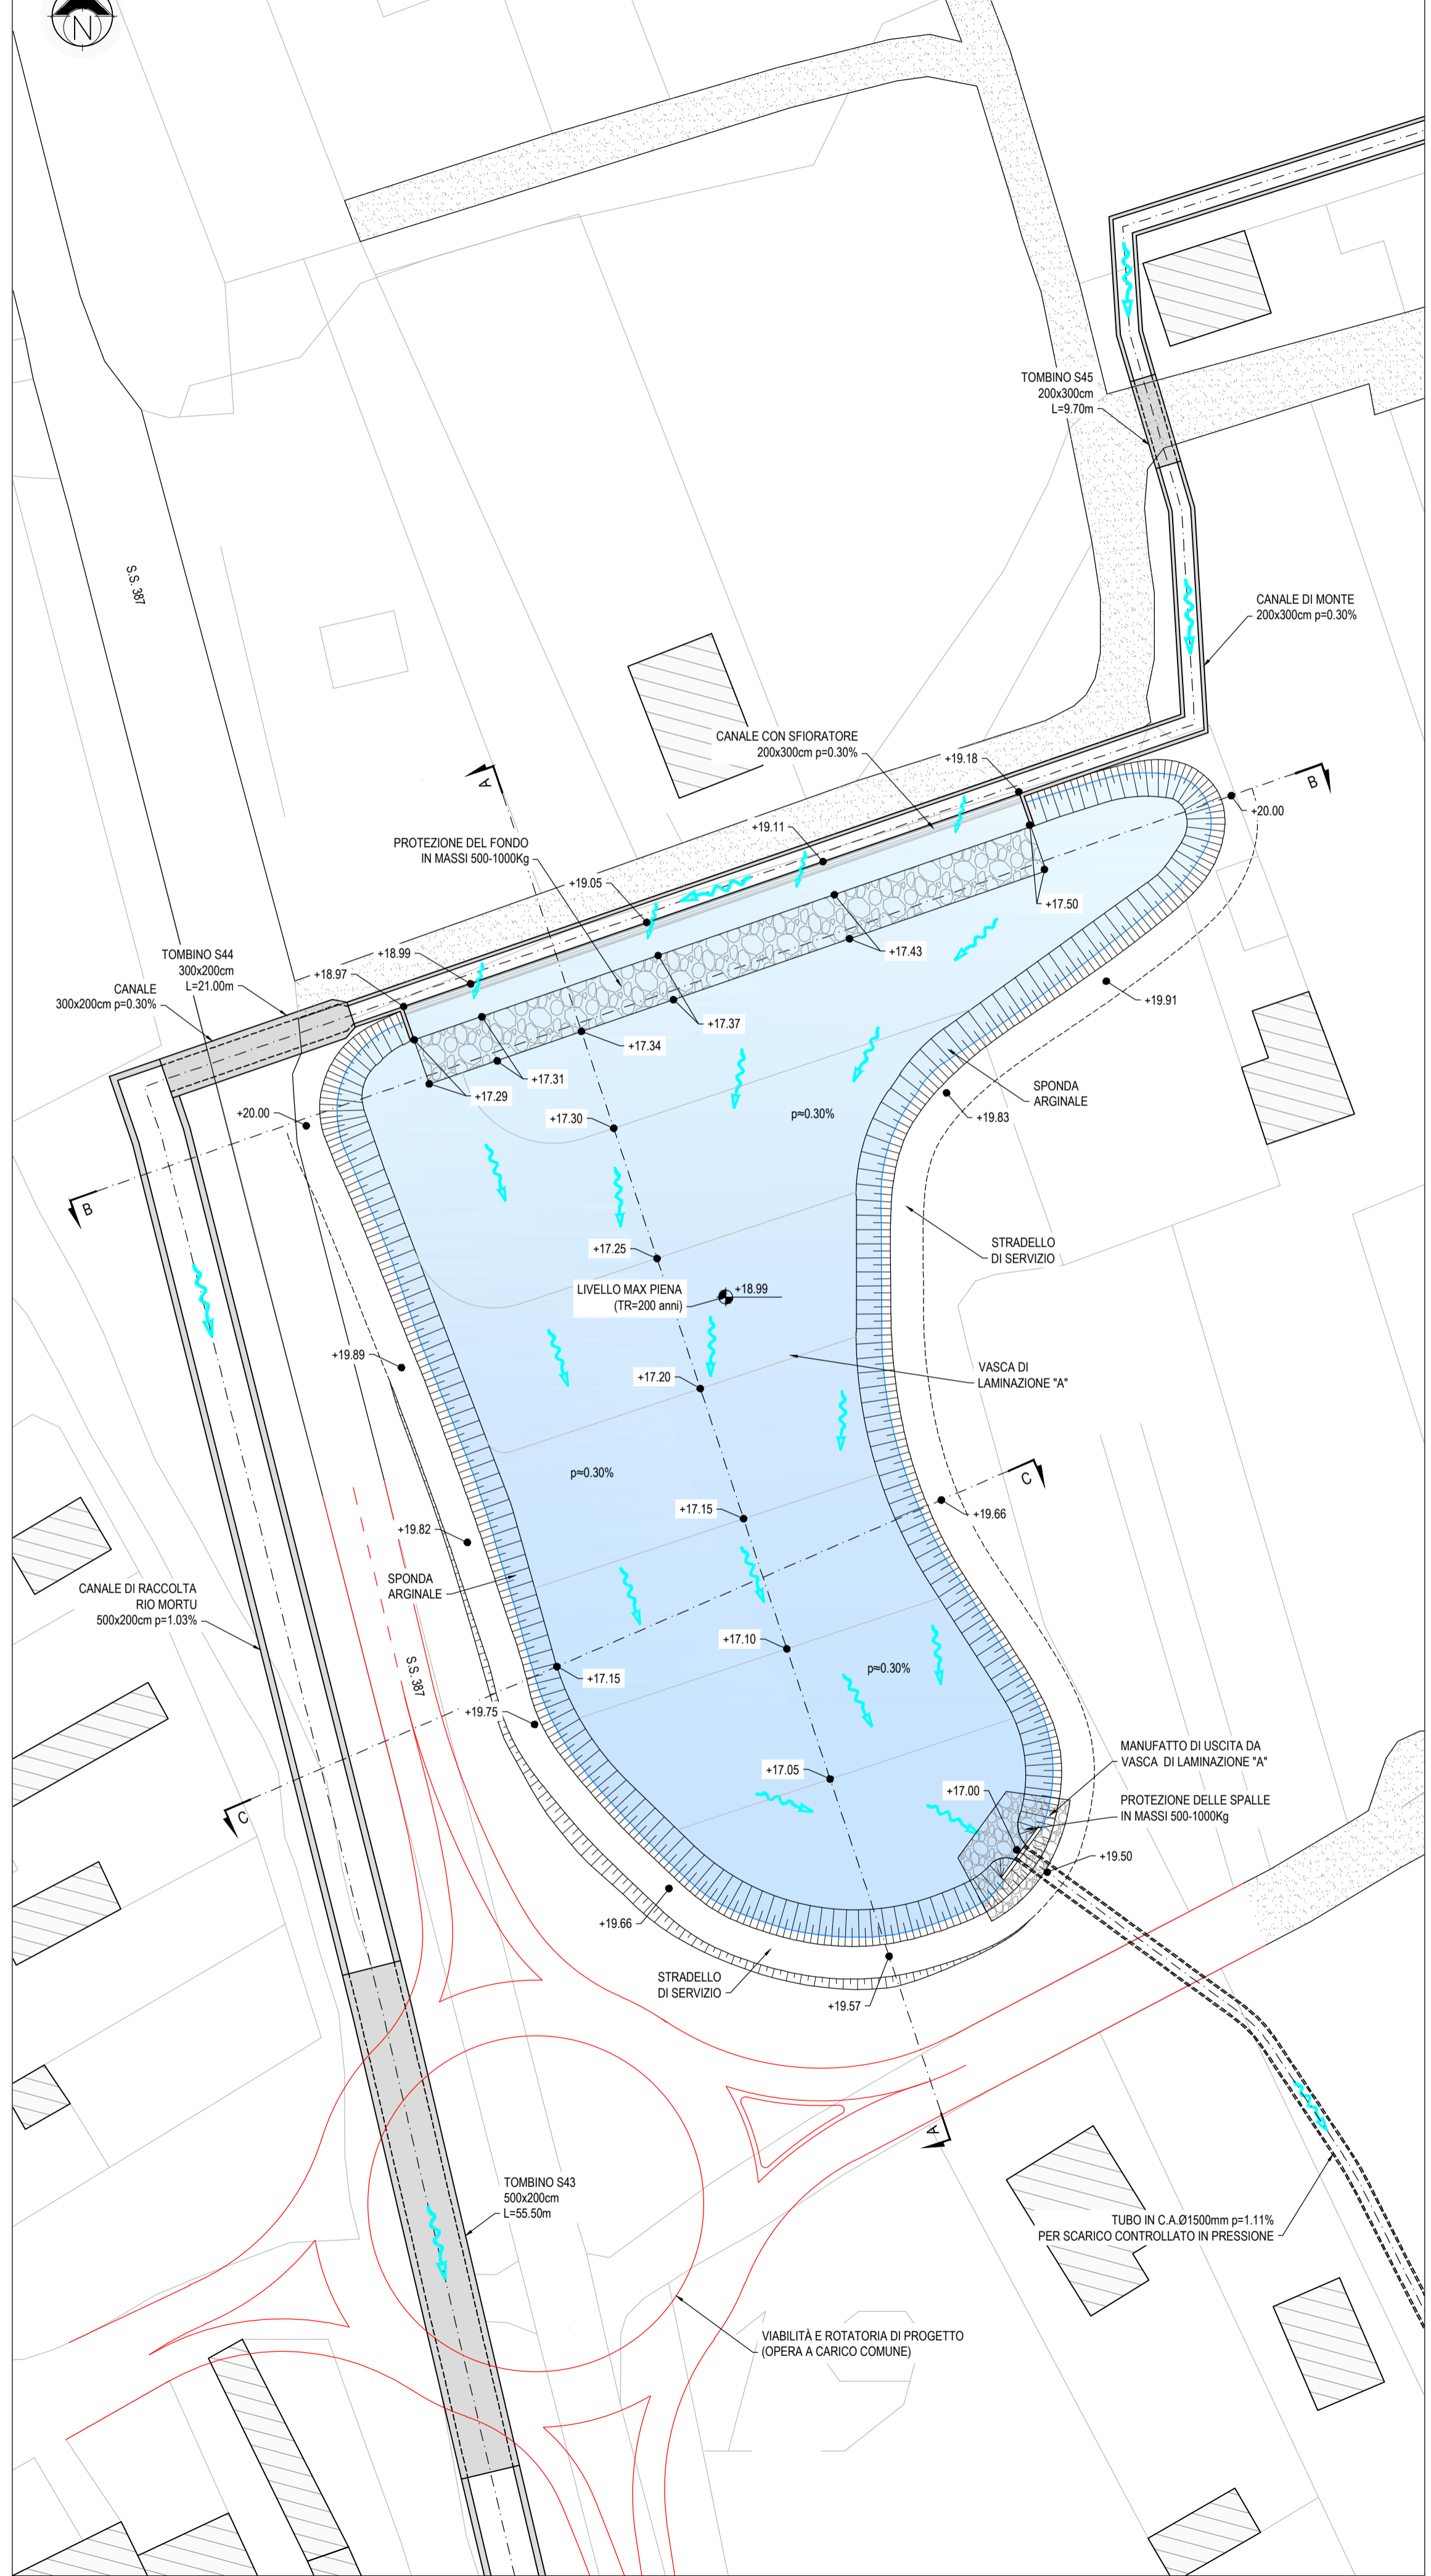 N
TOMBINO S45
200x300cm
L=9.70m
S.S. 387
CANALE DI MONTE
200x300cm p=0.30%
CANALE CON SFIORATORE
200x300cm p=0.30%
+19.18
A
B
+20.00
+19.11
PROTEZIONE DEL FONDO
IN MASSI 500-1000Kg
+19.05
+17.50
+18.99
+17.43
TOMBINO S44
300x200cm
L=21.00m
+18.97
CANALE
300x200cm p=0.30%
+19.91
+17.37
+17.34
+17.31
+17.29
SPONDA
ARGINALE
+20.00
+17.30
p≈0.30%
+19.83
B
STRADELLO
DI SERVIZIO
+17.25
LIVELLO MAX PIENA
(TR=200 anni)
+18.99
+19.89
VASCA DI
LAMINAZIONE "A"
+17.20
p≈0.30%
C
+17.15
+19.66
+19.82
SPONDA
ARGINALE
CANALE DI RACCOLTA
RIO MORTU
500x200cm p=1.03%
+17.10
S.S. 387
+17.15
p≈0.30%
+19.75
MANUFATTO DI USCITA DA
VASCA DI LAMINAZIONE "A"
+17.05
+17.00
PROTEZIONE DELLE SPALLE
IN MASSI 500-1000Kg
C
+19.50
+19.66
STRADELLO
DI SERVIZIO
+19.57
A
TOMBINO S43
500x200cm
L=55.50m
TUBO IN C.A.Ø1500mm p=1.11%
PER SCARICO CONTROLLATO IN PRESSIONE
VIABILITÀ E ROTATORIA DI PROGETTO
(OPERA A CARICO COMUNE)